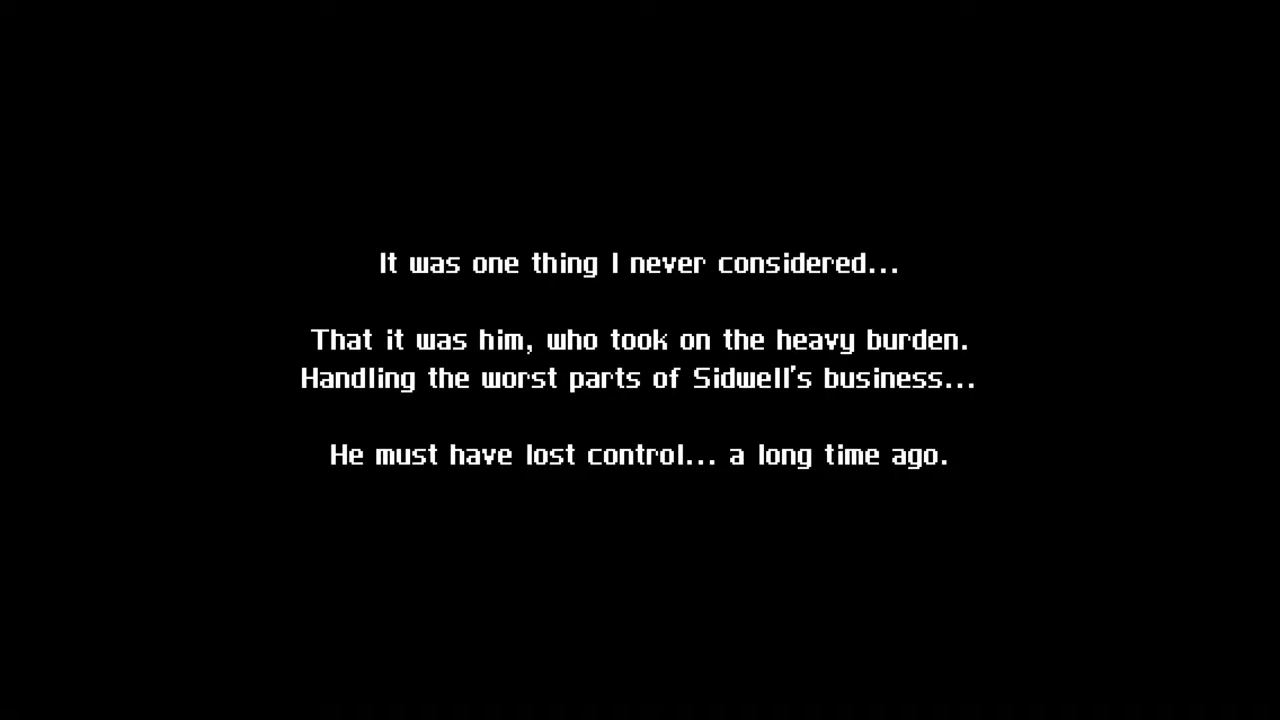 It was one thing I never considered...
That it was him, who took on the heavy burden.
Handling the worst parts of Sidwell's business...
He must have lost control... a long time ago.